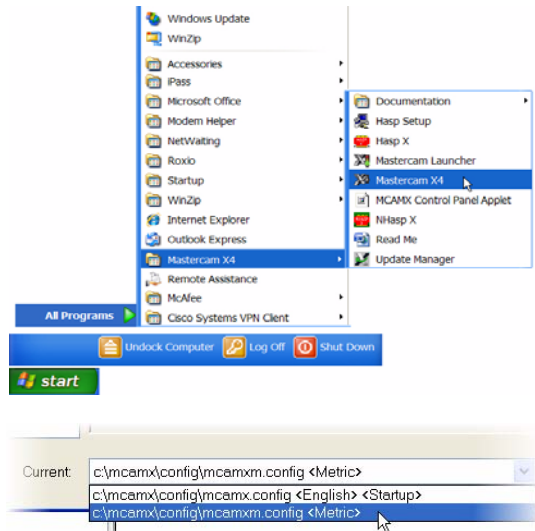 Windows Update
WinZip
Accessories
iPass
Microsoft Office
Modem Helper
NetWaiting
Roxio
Startup
WinZip
Internet Explorer
Outlook Express
Mastercam X4
Remote Assistance
McAfee
Cisco Systems VPN Client
Documentation
Hasp Setup
Hasp X
Mastercam Launcher
Mastercam X4
MCAMX Control Panel Applet
NHasp X
Read Me
Update Manager
All Programs
Undock Computer Log Off Shut Down
start
Current: c:\mcamx\config\mcamxm.config <Metric>
c:\mcamx\config\mcamx.config <English> <Startup>
c:\mcamx\config\mcamxm.config <Metric>